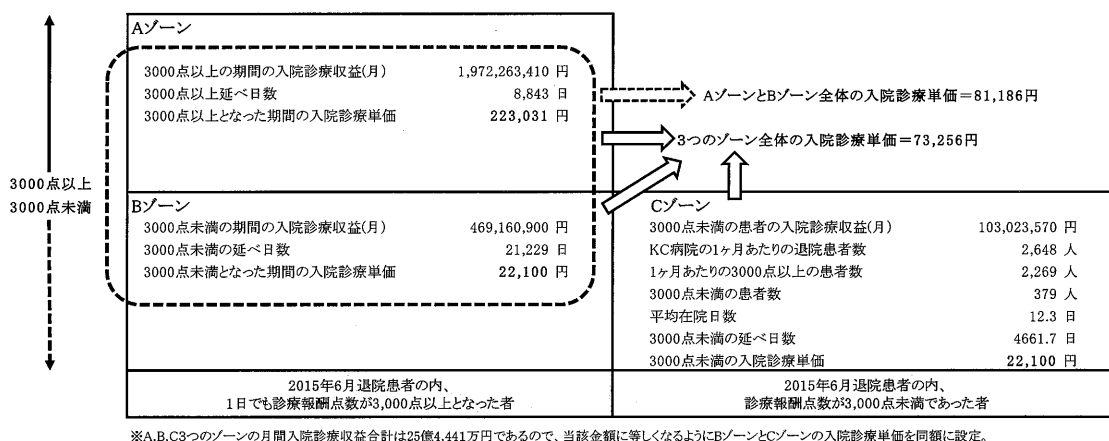 Aゾーン
3000点以上の期間の入院診療収益(月) 1,972,263,410 円
3000点以上延べ日数 8,843 日
3000点以上となった期間の入院診療単価 223,031 円
AゾーンとBゾーン全体の入院診療単価=81,186円
3つのゾーン全体の入院診療単価=73,256円
3000点以上
3000点未満
Bゾーン
3000点未満の期間の入院診療収益(月) 469,160,900 円
3000点未満の延べ日数 21,229 日
3000点未満となった期間の入院診療単価 22,100 円
Cゾーン
3000点未満の患者の入院診療収益(月) 103,023,570 円
KC病院の1ヶ月あたりの退院患者数 2,648 人
1ヶ月あたりの3000点以上の患者数 2,269 人
3000点未満の患者数 379 人
平均在院日数 12.3 日
3000点未満の延べ日数 4661.7 日
3000点未満の入院診療単価 22,100 円
2015年6月退院患者の内、
1日でも診療報酬点数が3,000点以上となった者
2015年6月退院患者の内、
診療報酬点数が3,000点未満であった者
※A,B,C3つのゾーンの月間入院診療収益合計は25億4,441万円であるので、当該金額に等しくなるようにBゾーンとCゾーンの入院診療単価を同額に設定。